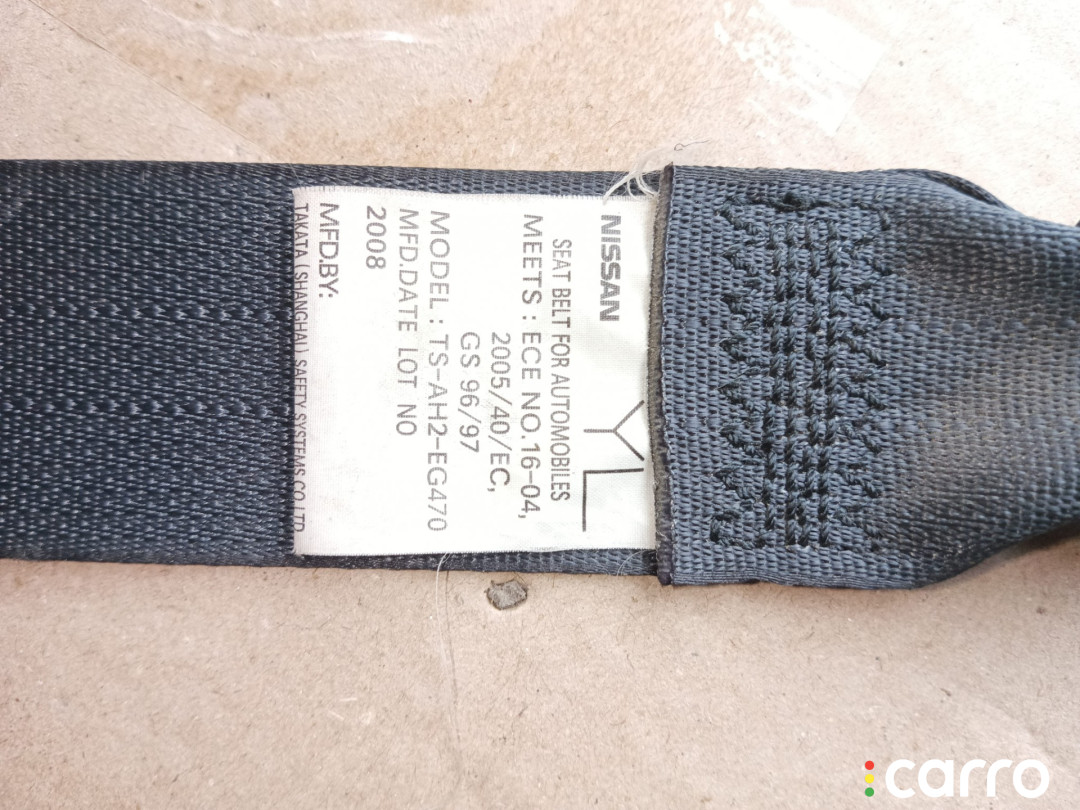 NISSAN
YL
SEAT BELT FOR AUTOMOBILES
MEETS : ECE NO.16-04,
2005/40/EC,
GS 96/97
MODEL : TS-AH2-EG470
MFD.DATE LOT NO
2008
MFD.BY:
TAKATA (SHANGHAI) SAFETY SYSTEMS CO.LTD
carro